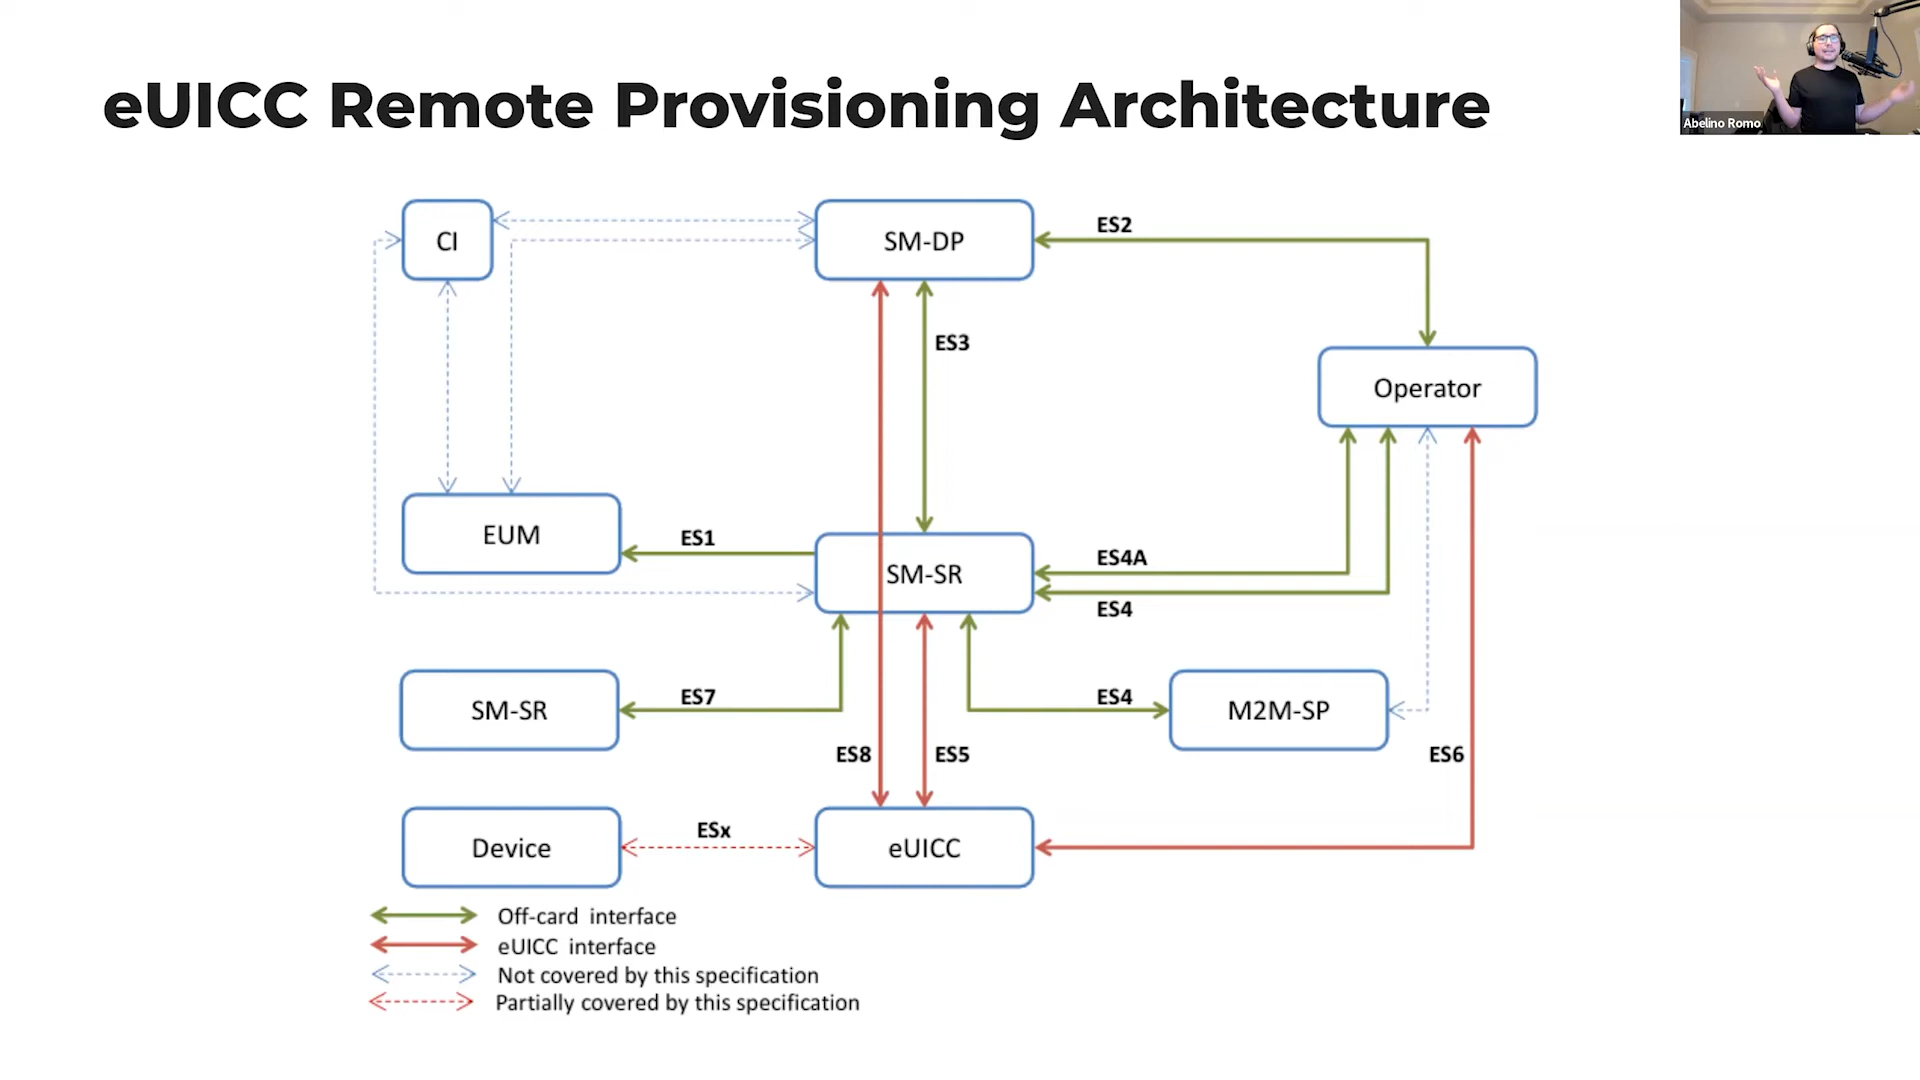 eUICC Remote Provisioning Architecture
Abelino Romo
CI
SM-DP
ES2
ES3
Operator
EUM
ES1
SM-SR
ES4A
ES4
SM-SR
ES7
ES4
M2M-SP
ES8
ES5
ES6
Device
ESx
eUICC
Off-card interface
eUICC interface
Not covered by this specification
Partially covered by this specification